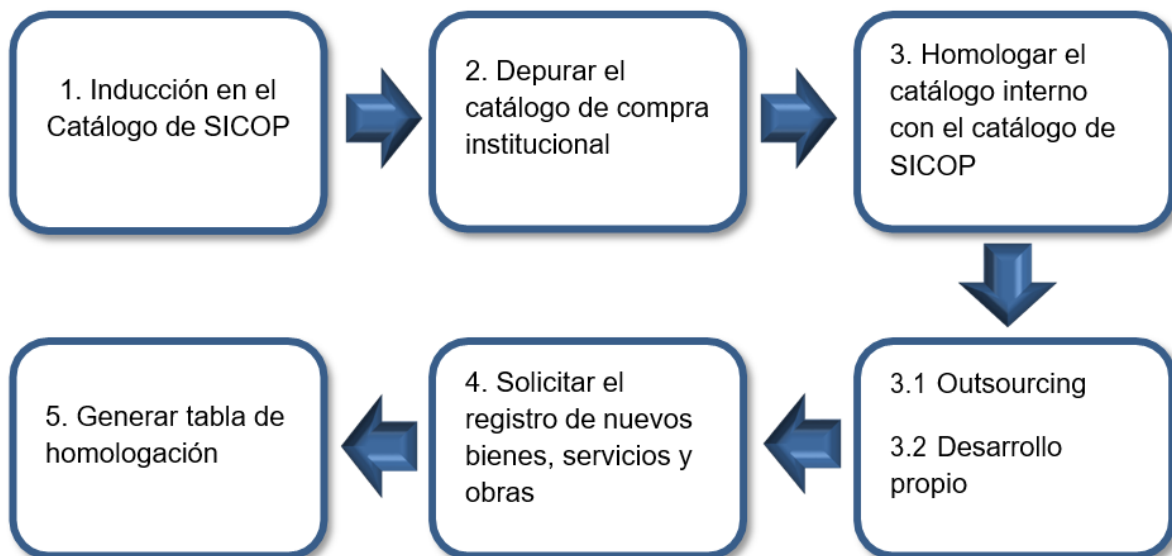 1. Inducción en el
Catálogo de SICOP
2. Depurar el
catálogo de compra
institucional
3. Homologar el
catálogo interno
con el catálogo de
SICOP
3.1 Outsourcing
3.2 Desarrollo
propio
4. Solicitar el
registro de nuevos
bienes, servicios y
obras
5. Generar tabla de
homologación